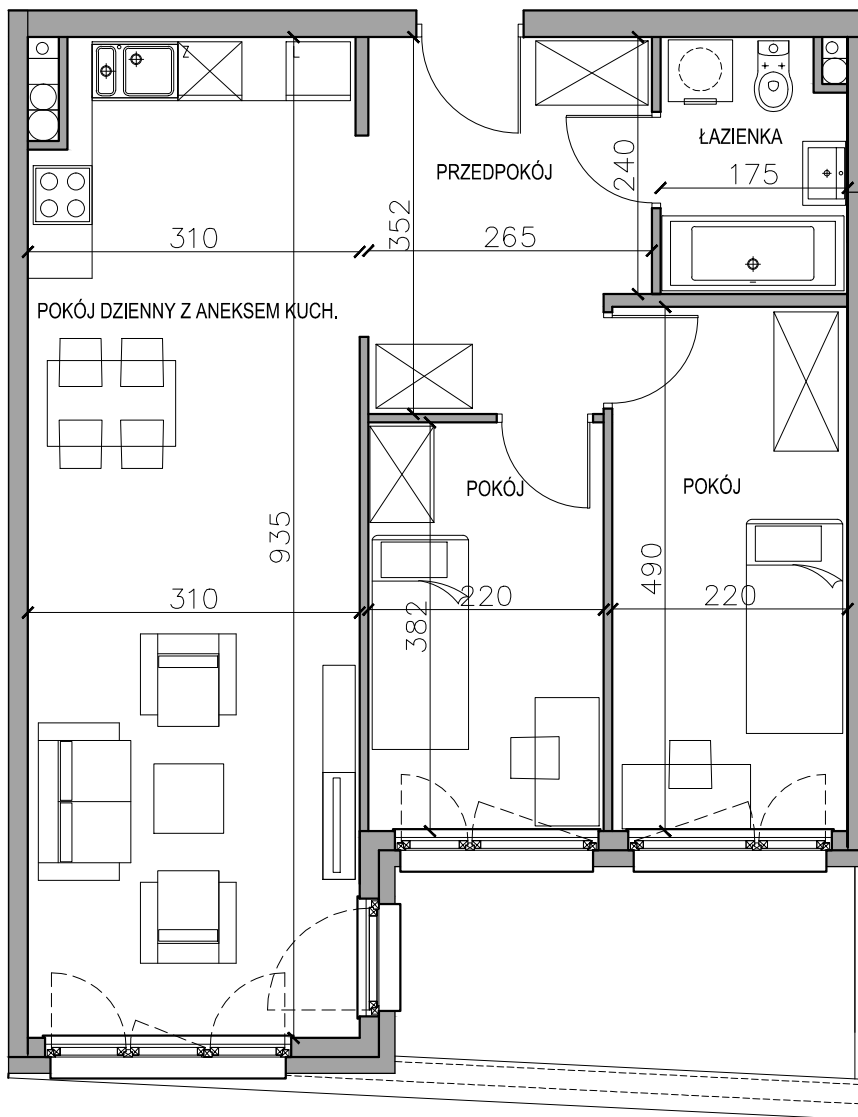 Z
ŁAZIENKA
PRZEDPOKÓJ
240
175
352
310
265
POKÓJ DZIENNY Z ANEKSEM KUCH.
POKÓJ
POKÓJ
935
490
310
220
220
382